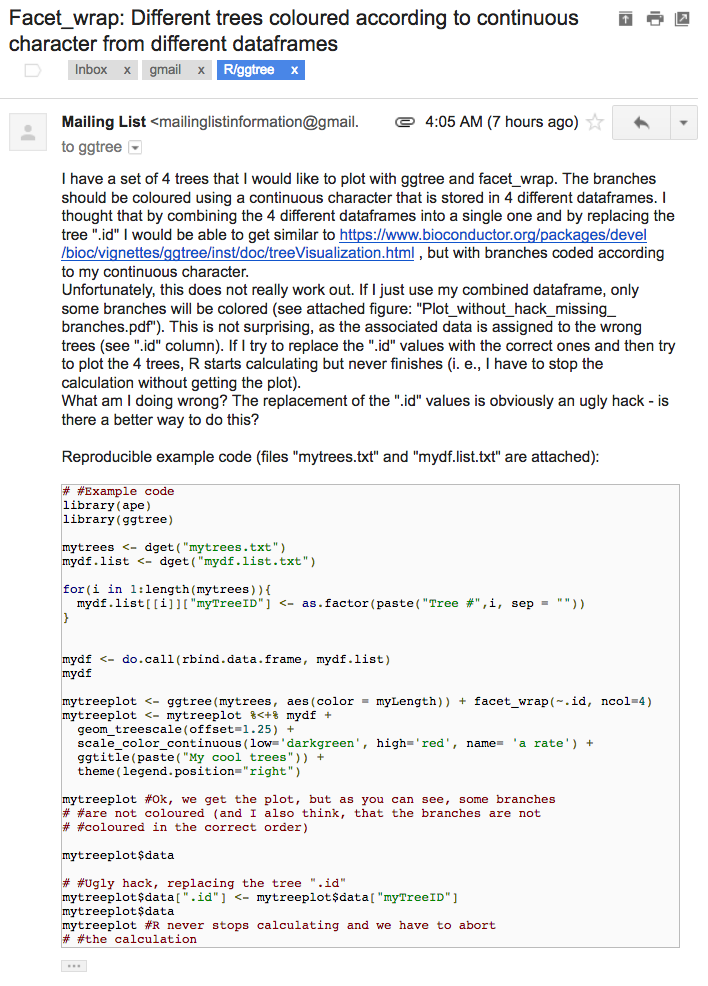 Facet_wrap: Different trees coloured according to continuous
character from different dataframes
Inbox x gmail x R/ggtree x
Mailing List <mailinglistinformation@gmail. 4:05 AM (7 hours ago)
to ggtree
I have a set of 4 trees that I would like to plot with ggtree and facet_wrap. The branches
should be coloured using a continuous character that is stored in 4 different dataframes. I
thought that by combining the 4 different dataframes into a single one and by replacing the
tree ".id" I would be able to get similar to https://www.bioconductor.org/packages/devel
/bioc/vignettes/ggtree/inst/doc/treeVisualization.html , but with branches coded according
to my continuous character.
Unfortunately, this does not really work out. If I just use my combined dataframe, only
some branches will be colored (see attached figure: "Plot_without_hack_missing_
branches.pdf"). This is not surprising, as the associated data is assigned to the wrong
trees (see ".id" column). If I try to replace the ".id" values with the correct ones and then try
to plot the 4 trees, R starts calculating but never finishes (i. e., I have to stop the
calculation without getting the plot).
What am I doing wrong? The replacement of the ".id" values is obviously an ugly hack - is
there a better way to do this?
Reproducible example code (files "mytrees.txt" and "mydf.list.txt" are attached):
# #Example code
library(ape)
library(ggtree)
mytrees <- dget("mytrees.txt")
mydf.list <- dget("mydf.list.txt")
for(i in 1:length(mytrees)){
mydf.list[[i]]["myTreeID"] <- as.factor(paste("Tree #",i, sep = ""))
}
mydf <- do.call(rbind.data.frame, mydf.list)
mydf
mytreeplot <- ggtree(mytrees, aes(color = myLength)) + facet_wrap(~.id, ncol=4)
mytreeplot <- mytreeplot %<+% mydf +
geom_treescale(offset=1.25) +
scale_color_continuous(low='darkgreen', high='red', name= 'a rate') +
ggtitle(paste("My cool trees")) +
theme(legend.position="right")
mytreeplot #Ok, we get the plot, but as you can see, some branches
# #are not coloured (and I also think, that the branches are not
# #coloured in the correct order)
mytreeplot$data
# #Ugly hack, replacing the tree ".id"
mytreeplot$data[".id"] <- mytreeplot$data["myTreeID"]
mytreeplot$data
mytreeplot #R never stops calculating and we have to abort
# #the calculation